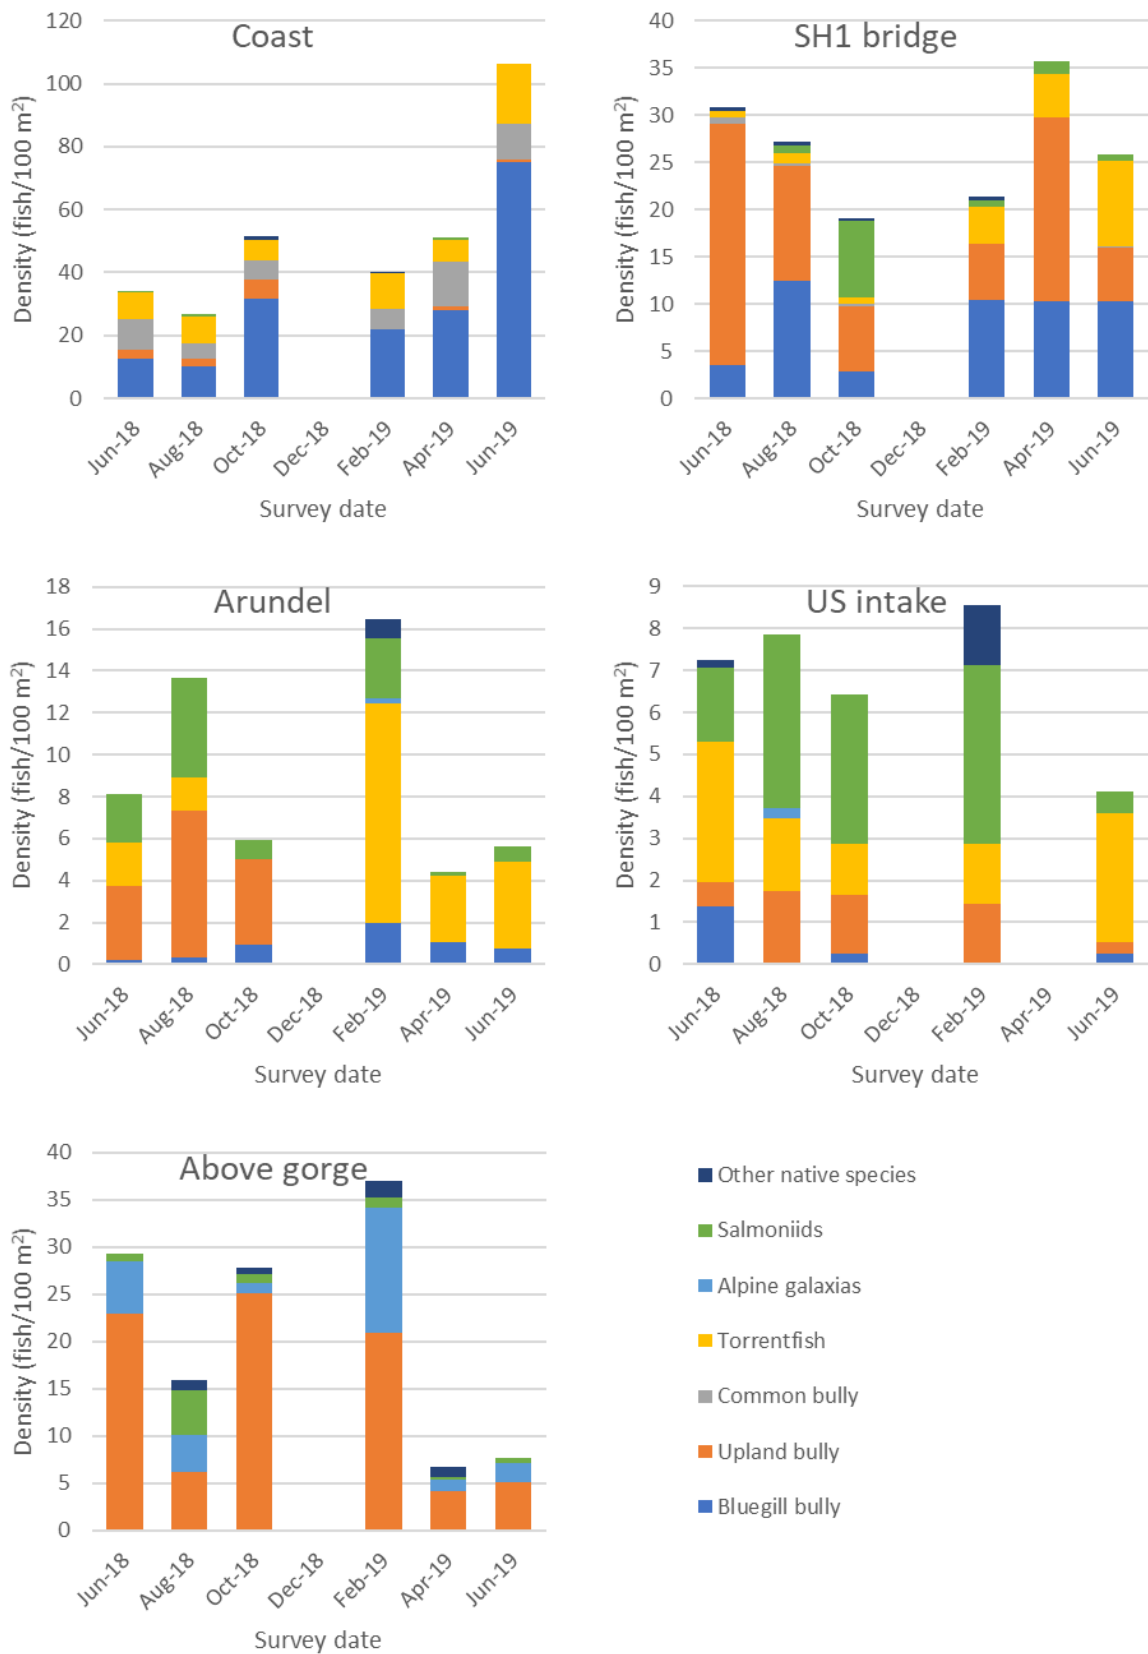 Coast
Density (fish/100 m²)
120
100
80
60
40
20
0
Jun-18
Aug-18
Oct-18
Dec-18
Feb-19
Apr-19
Jun-19
Survey date
SH1 bridge
Density (fish/100 m²)
40
35
30
25
20
15
10
5
0
Jun-18
Aug-18
Oct-18
Dec-18
Feb-19
Apr-19
Jun-19
Survey date
Arundel
Density (fish/100 m²)
18
16
14
12
10
8
6
4
2
0
Jun-18
Aug-18
Oct-18
Dec-18
Feb-19
Apr-19
Jun-19
Survey date
US intake
Density (fish/100 m²)
9
8
7
6
5
4
3
2
1
0
Jun-18
Aug-18
Oct-18
Dec-18
Feb-19
Apr-19
Jun-19
Survey date
Above gorge
Density (fish/100 m²)
40
35
30
25
20
15
10
5
0
Jun-18
Aug-18
Oct-18
Dec-18
Feb-19
Apr-19
Jun-19
Survey date
Other native species
Salmoniids
Alpine galaxias
Torrentfish
Common bully
Upland bully
Bluegill bully